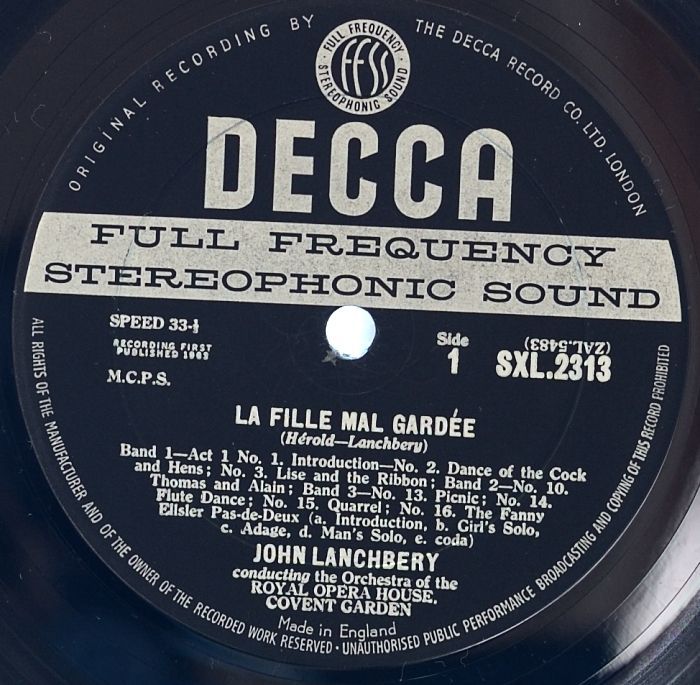 ORIGINAL RECORDING BY
THE DECCA RECORD CO. LTD. LONDON
FULL FREQUENCY
FFSS
STEREOPHONIC SOUND
DECCA
FULL FREQUENCY
STEREOPHONIC SOUND
SPEED 33-⅓
RECORDING FIRST
PUBLISHED 1963
M.C.P.S.
Side
1
(ZAL.5483)
SXL.2313
LA FILLE MAL GARDÉE
(Hérold—Lanchbery)
Band 1—Act 1 No. 1. Introduction—No. 2. Dance of the Cock
and Hens; No. 3. Lise and the Ribbon; Band 2—No. 10.
Thomas and Alain; Band 3—No. 13. Picnic; No. 14.
Flute Dance; No. 15. Quarrel; No. 16. The Fanny
Ellsler Pas-de-Deux (a. Introduction, b. Girl's Solo,
c. Adage, d. Man's Solo, e. coda)
JOHN LANCHBERY
conducting the Orchestra of the
ROYAL OPERA HOUSE,
COVENT GARDEN
Made in England
ALL RIGHTS OF THE MANUFACTURER AND OF THE OWNER OF THE RECORDED WORK RESERVED · UNAUTHORISED PUBLIC PERFORMANCE BROADCASTING AND COPYING OF THIS RECORD PROHIBITED